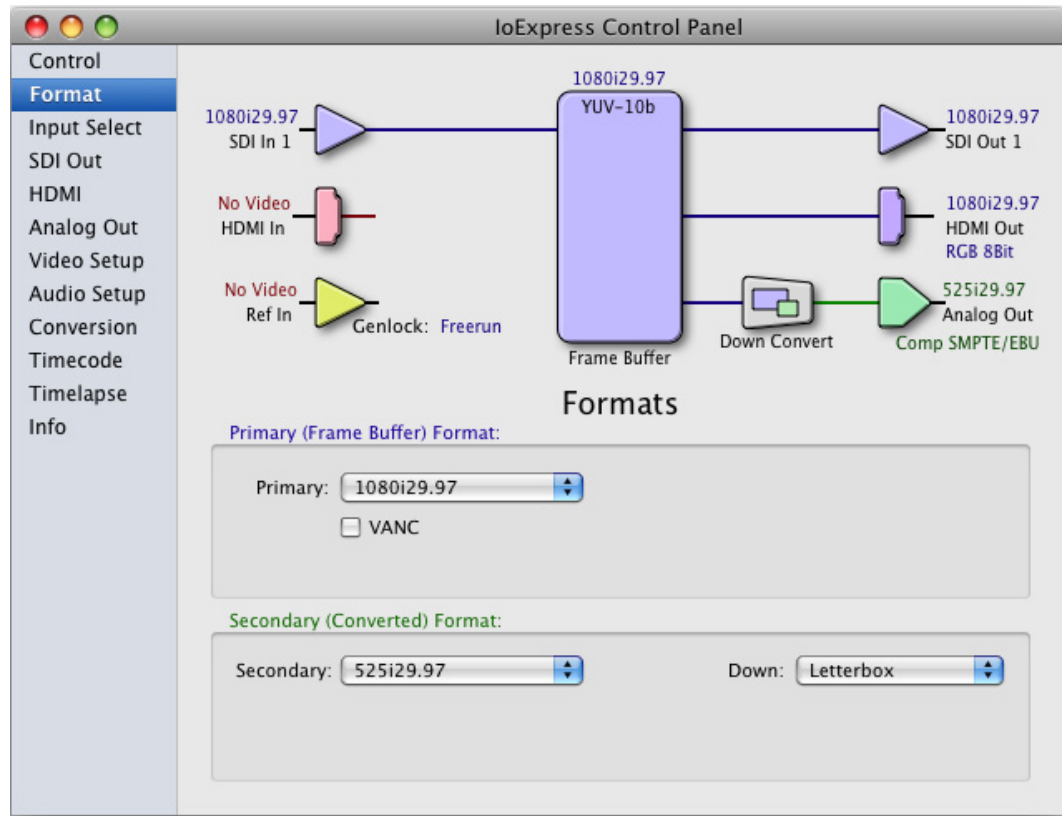 IoExpress Control Panel
Control
Format
Input Select
SDI Out
HDMI
Analog Out
Video Setup
Audio Setup
Conversion
Timecode
Timelapse
Info
1080i29.97
YUV-10b
1080i29.97
SDI In 1
1080i29.97
SDI Out 1
No Video
HDMI In
1080i29.97
HDMI Out
RGB 8Bit
No Video
Ref In
Genlock: Freerun
Down Convert
525i29.97
Analog Out
Comp SMPTE/EBU
Frame Buffer
Formats
Primary (Frame Buffer) Format:
Primary: 1080i29.97
VANC
Secondary (Converted) Format:
Secondary: 525i29.97 Down: Letterbox